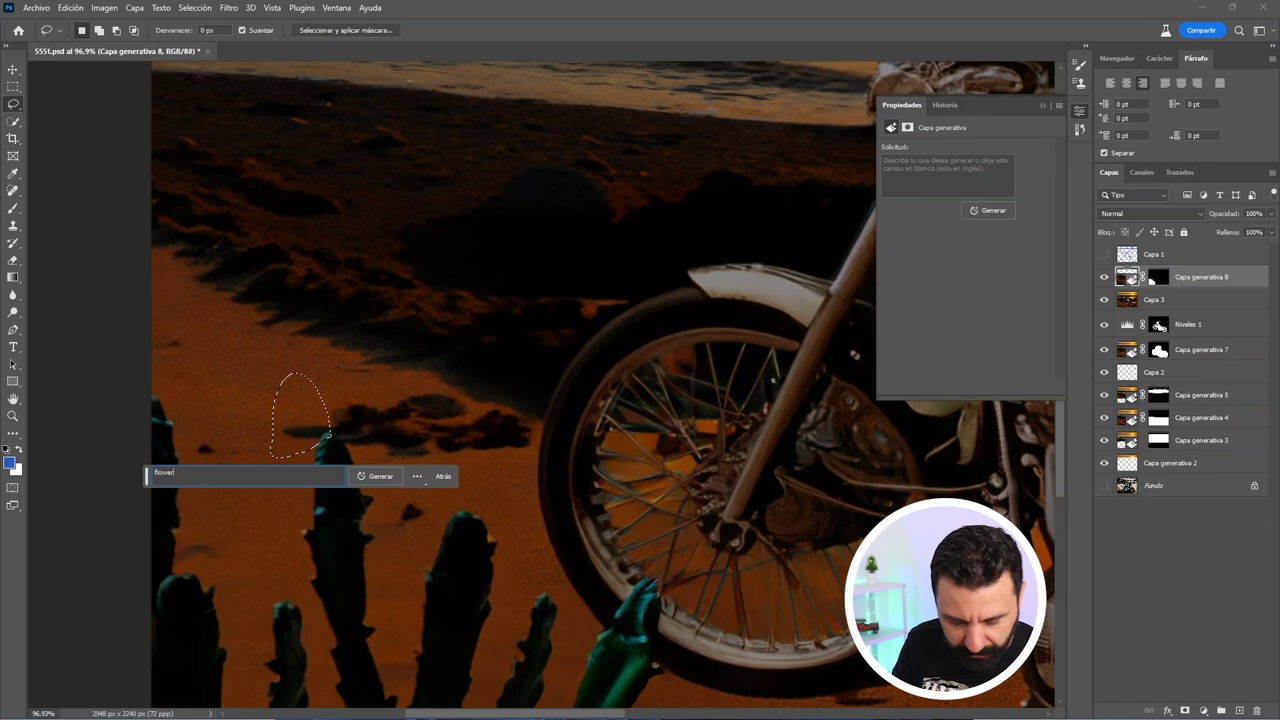 Ps Archivo Edición Imagen Capa Texto Selección Filtro 3D Vista Plugins Ventana Ayuda
Desvanecer: 0 px Suavizar Seleccionar y aplicar máscara... Compartir
555t.psd al 96,9% (Capa generativa 8, RGB/8#) * ×
Navegador Carácter Párrafo
0 pt 0 pt
0 pt
0 pt 0 pt
Separar
Propiedades Historia
Capa generativa
Solicitud:
Describa lo que desea generar o deje este
campo en blanco (solo en inglés).
Generar
Capas Canales Trazados
Tipo
Normal Opacidad: 100%
Bloq.: Relleno: 100%
Capa 1
Capa generativa 8
Capa 3
Niveles 1
Capa generativa 7
Capa 2
Capa generativa 5
Capa generativa 4
Capa generativa 3
Capa generativa 2
Fondo
flower
Generar ... Atrás
96,93% 2948 px x 2240 px (72 ppp)